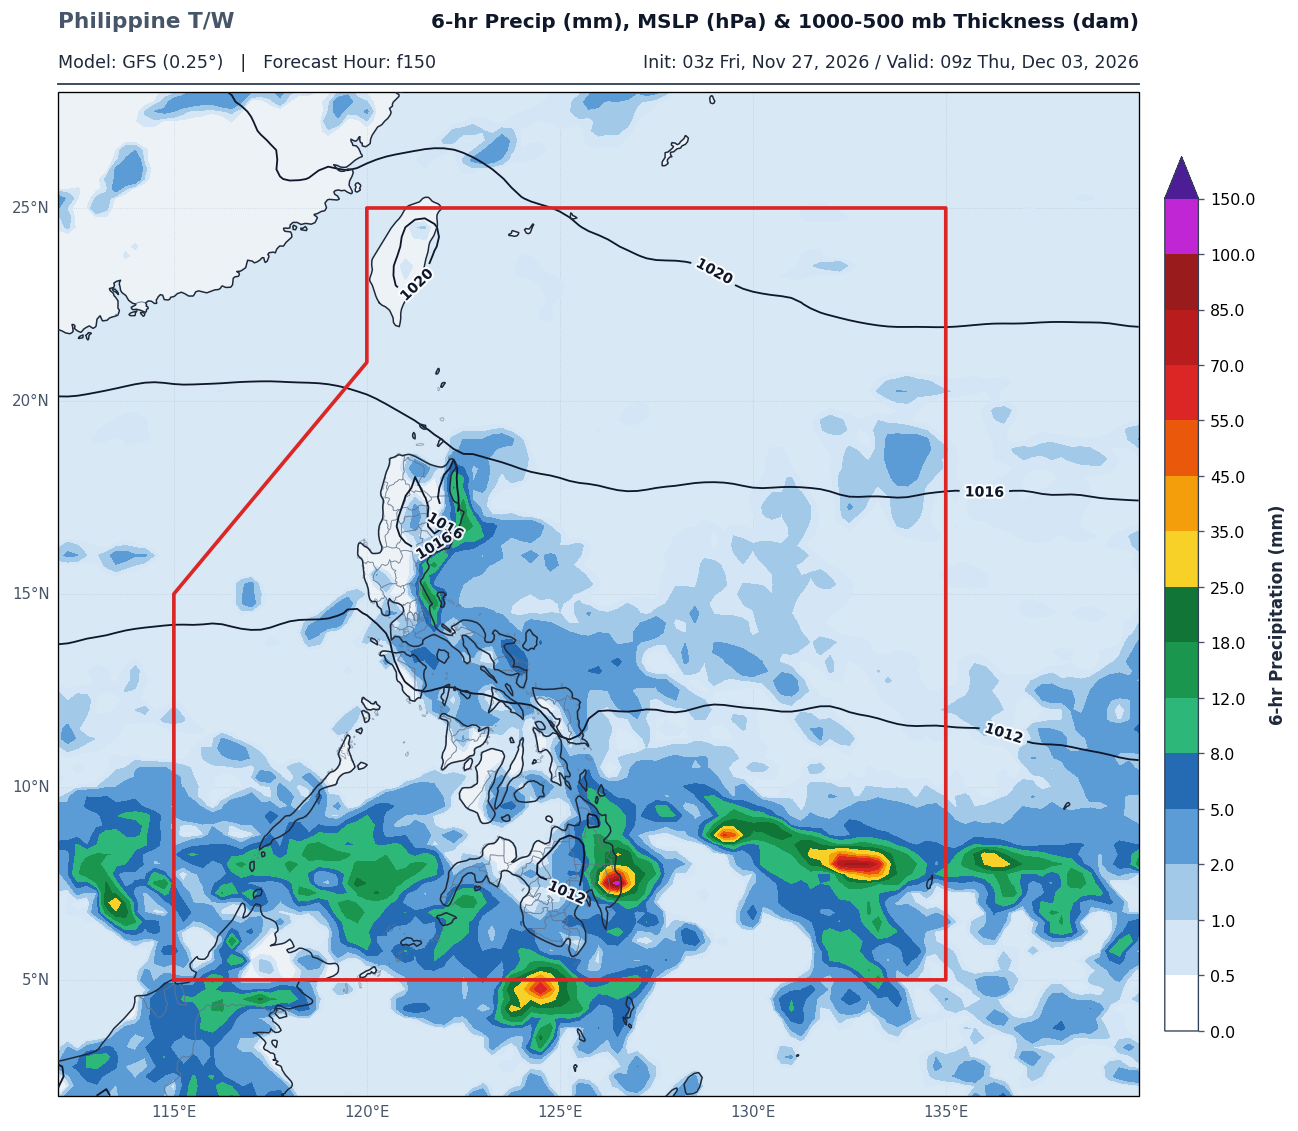 Philippine T/W
6-hr Precip (mm), MSLP (hPa) & 1000-500 mb Thickness (dam)
Model: GFS (0.25°) | Forecast Hour: f150
Init: 03z Fri, Nov 27, 2026 / Valid: 09z Thu, Dec 03, 2026
25°N
20°N
15°N
10°N
5°N
115°E
120°E
125°E
130°E
135°E
1020
1020
1016
1016
1016
1012
1012
150.0
100.0
85.0
70.0
55.0
45.0
35.0
25.0
18.0
12.0
8.0
5.0
2.0
1.0
0.5
0.0
6-hr Precipitation (mm)